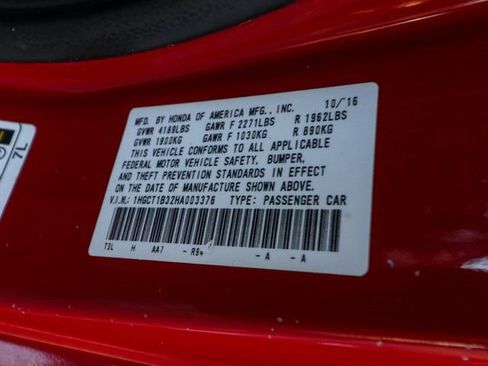 MFD. BY HONDA OF AMERICA MFG., INC. 10/16
GVWR 4189LBS GAWR F 2271LBS R 1962LBS
GVWR 1900KG GAWR F 1030KG R 890KG
THIS VEHICLE CONFORMS TO ALL APPLICABLE
FEDERAL MOTOR VEHICLE SAFETY, BUMPER,
AND THEFT PREVENTION STANDARDS IN EFFECT
ON THE DATE OF MANUFACTURE SHOWN ABOVE.
V.I.N.: 1HGCT1B32HA003376 TYPE: PASSENGER CAR
T3L H AA7 - R94 - A - A
7L